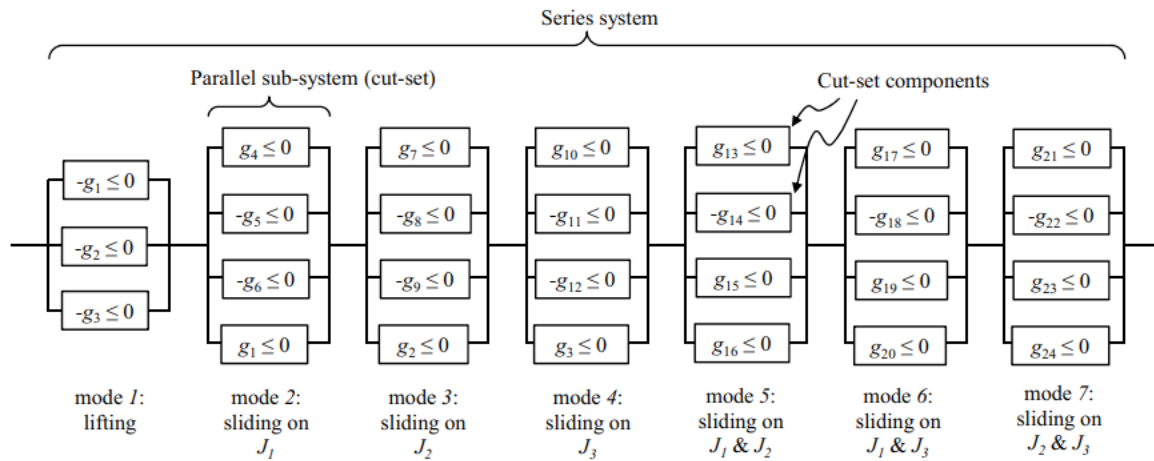 Series system
Parallel sub-system (cut-set)
Cut-set components
-g₁ ≤ 0
-g₂ ≤ 0
-g₃ ≤ 0
g₄ ≤ 0
-g₅ ≤ 0
-g₆ ≤ 0
g₁ ≤ 0
g₇ ≤ 0
-g₈ ≤ 0
-g₉ ≤ 0
g₂ ≤ 0
g₁₀ ≤ 0
-g₁₁ ≤ 0
-g₁₂ ≤ 0
g₃ ≤ 0
g₁₃ ≤ 0
-g₁₄ ≤ 0
g₁₅ ≤ 0
g₁₆ ≤ 0
g₁₇ ≤ 0
-g₁₈ ≤ 0
g₁₉ ≤ 0
g₂₀ ≤ 0
g₂₁ ≤ 0
-g₂₂ ≤ 0
g₂₃ ≤ 0
g₂₄ ≤ 0
mode 1:
lifting
mode 2:
sliding on
J₁
mode 3:
sliding on
J₂
mode 4:
sliding on
J₃
mode 5:
sliding on
J₁ & J₂
mode 6:
sliding on
J₁ & J₃
mode 7:
sliding on
J₂ & J₃